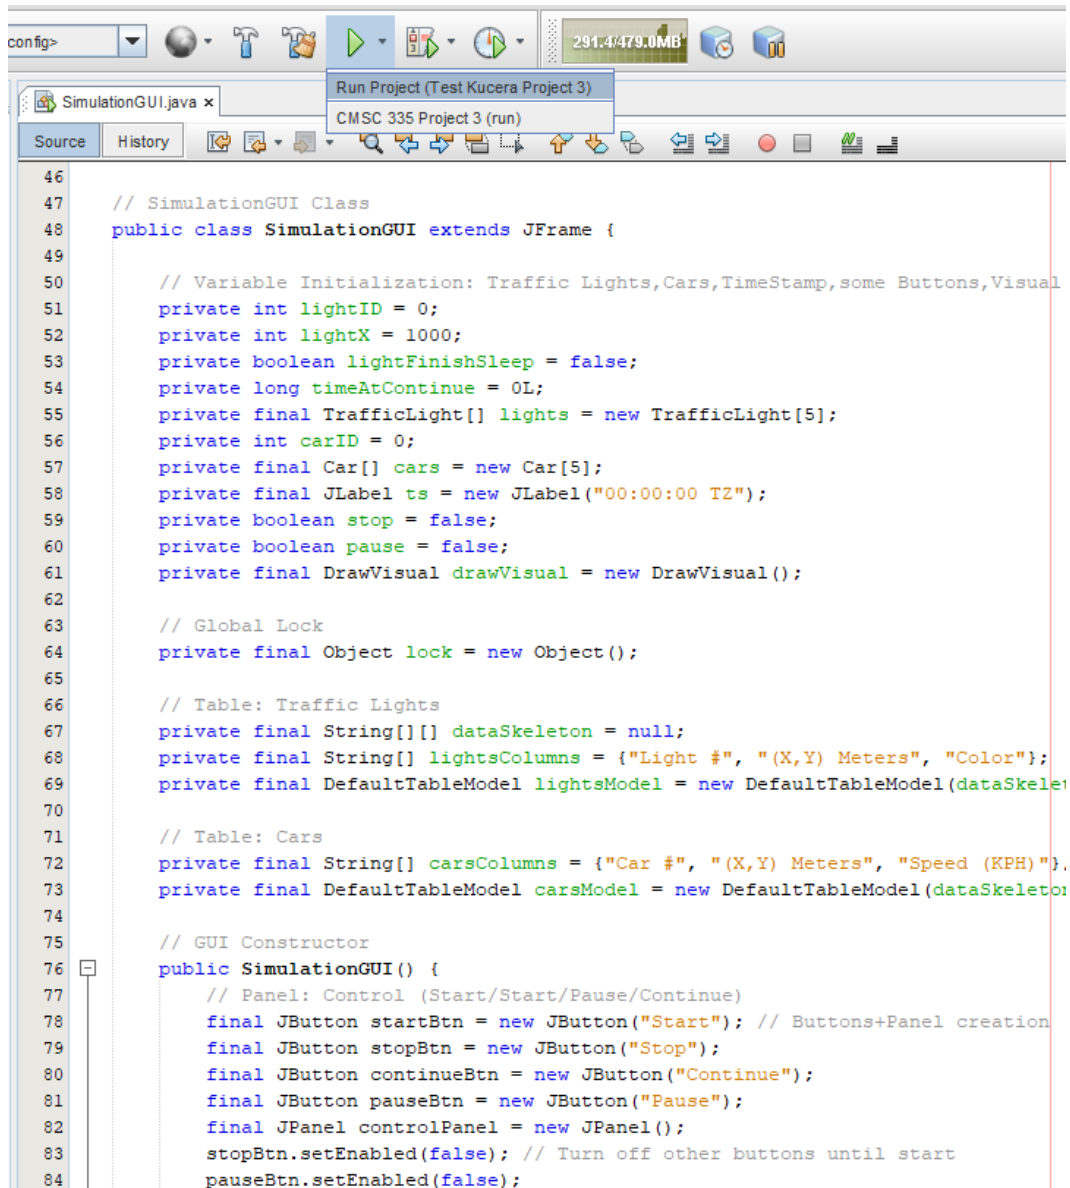 config>
291.4/479.0MB
Run Project (Test Kucera Project 3)
SimulationGUI.java ×
CMSC 335 Project 3 (run)
Source History
46
47 // SimulationGUI Class
48 public class SimulationGUI extends JFrame {
49
50 // Variable Initialization: Traffic Lights,Cars,TimeStamp,some Buttons,Visual
51 private int lightID = 0;
52 private int lightX = 1000;
53 private boolean lightFinishSleep = false;
54 private long timeAtContinue = 0L;
55 private final TrafficLight[] lights = new TrafficLight[5];
56 private int carID = 0;
57 private final Car[] cars = new Car[5];
58 private final JLabel ts = new JLabel("00:00:00 TZ");
59 private boolean stop = false;
60 private boolean pause = false;
61 private final DrawVisual drawVisual = new DrawVisual();
62
63 // Global Lock
64 private final Object lock = new Object();
65
66 // Table: Traffic Lights
67 private final String[][] dataSkeleton = null;
68 private final String[] lightsColumns = {"Light #", "(X,Y) Meters", "Color"};
69 private final DefaultTableModel lightsModel = new DefaultTableModel(dataSkelet
70
71 // Table: Cars
72 private final String[] carsColumns = {"Car #", "(X,Y) Meters", "Speed (KPH)"};
73 private final DefaultTableModel carsModel = new DefaultTableModel(dataSkeleton
74
75 // GUI Constructor
76 public SimulationGUI() {
77 // Panel: Control (Start/Start/Pause/Continue)
78 final JButton startBtn = new JButton("Start"); // Buttons+Panel creation
79 final JButton stopBtn = new JButton("Stop");
80 final JButton continueBtn = new JButton("Continue");
81 final JButton pauseBtn = new JButton("Pause");
82 final JPanel controlPanel = new JPanel();
83 stopBtn.setEnabled(false); // Turn off other buttons until start
84 pauseBtn.setEnabled(false);